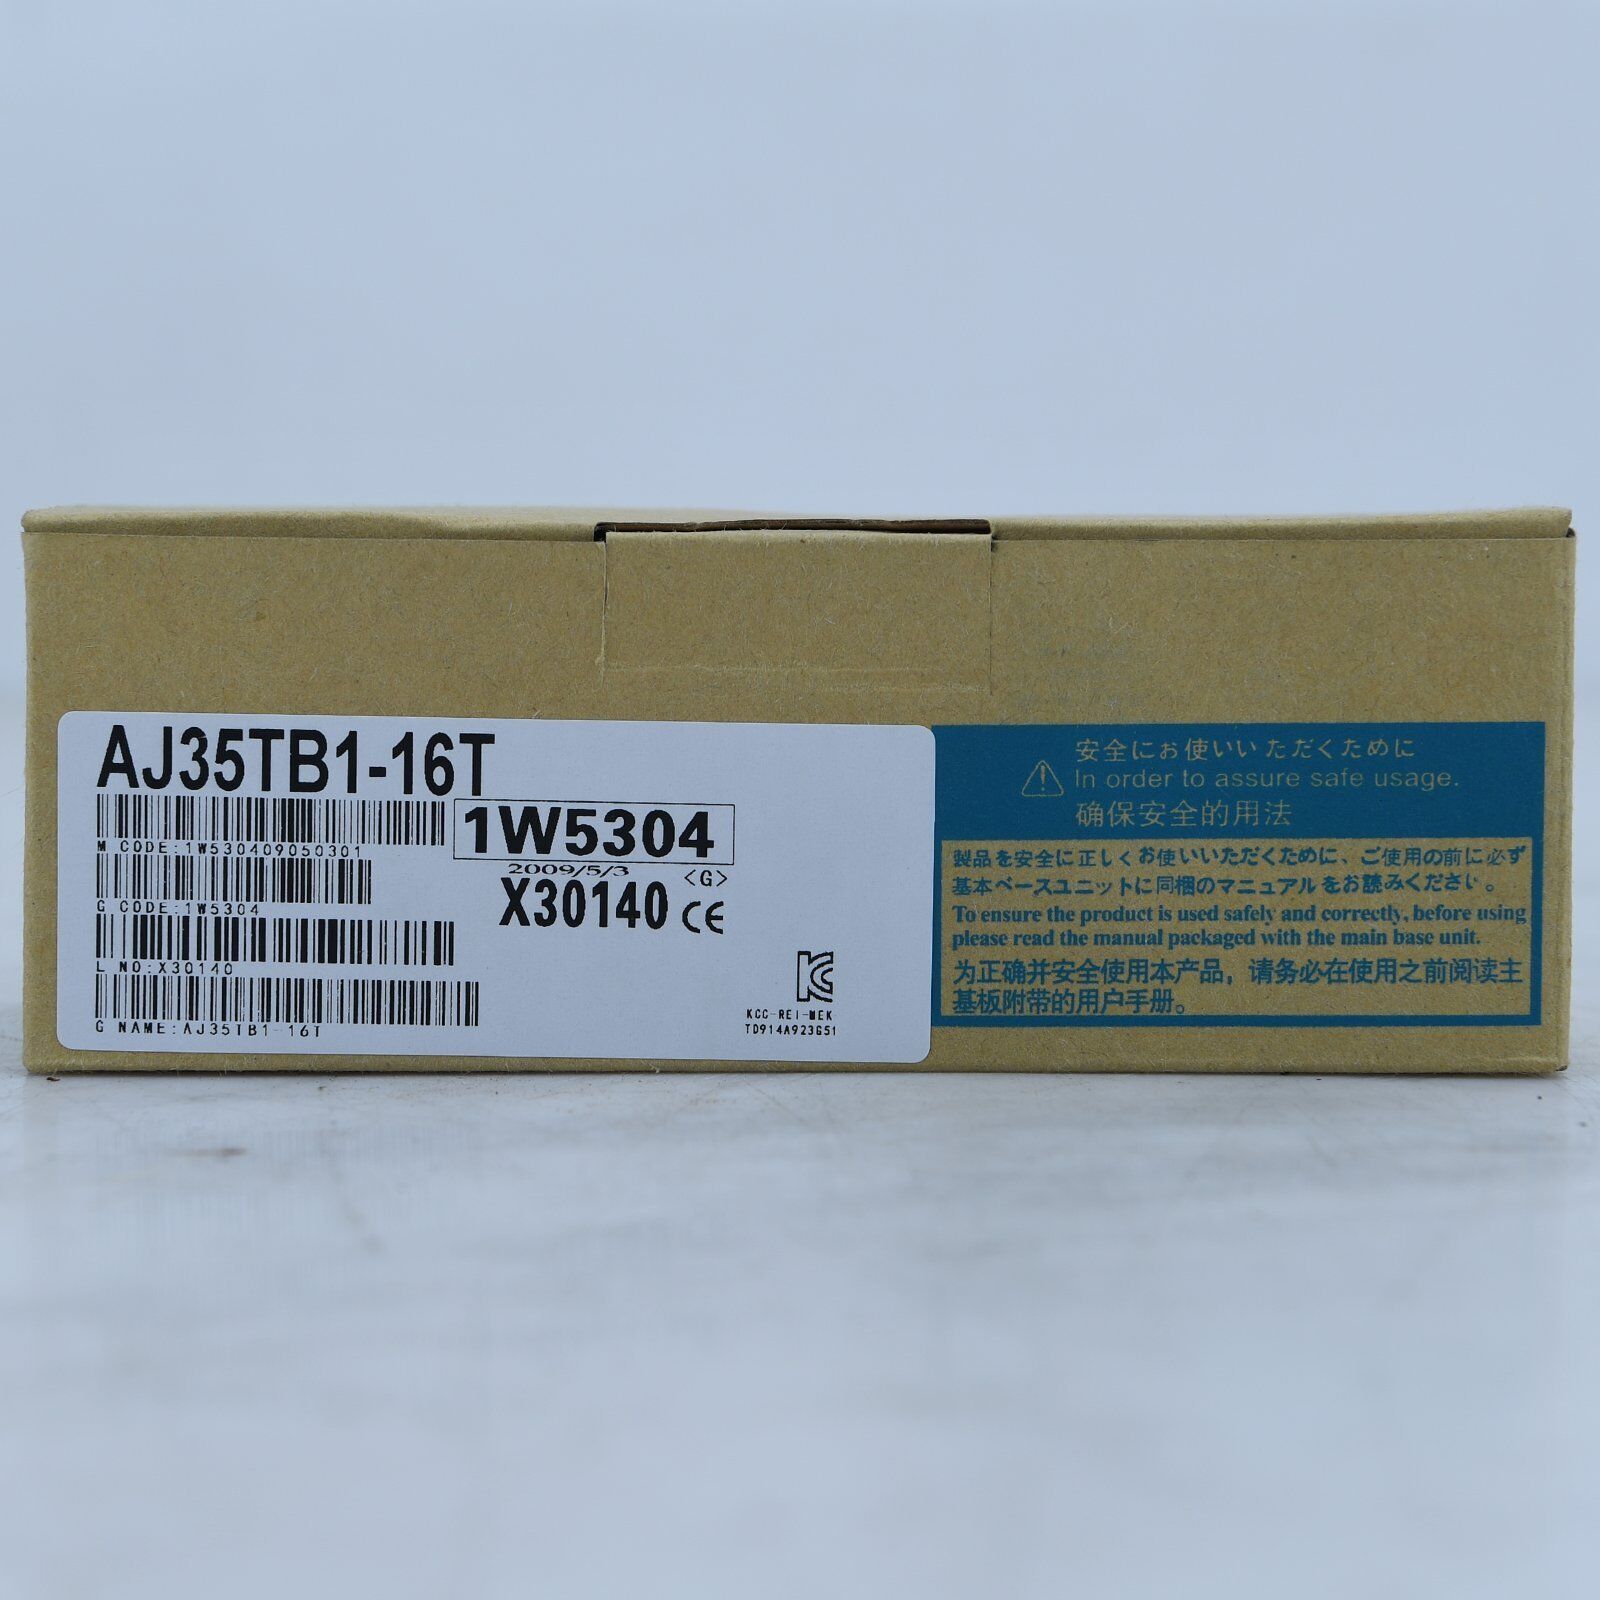 AJ35TB1-16T
M CODE:1W530409050301
1W5304
2009/5/3
<G>
G CODE:1W5304
X30140
CE
L NO:X30140
G NAME:AJ35TB1-16T
KCC-REI-MEK
TD914A923G51
安全にお使いいただくために
In order to assure safe usage.
确保安全的用法
製品を安全に正しくお使いいただくために、ご使用の前に必ず
基本ベースユニットに同梱のマニュアルをお読みください。
To ensure the product is used safely and correctly, before using
please read the manual packaged with the main base unit.
为正确并安全使用本产品，请务必在使用之前阅读主
基板附带的用户手册。